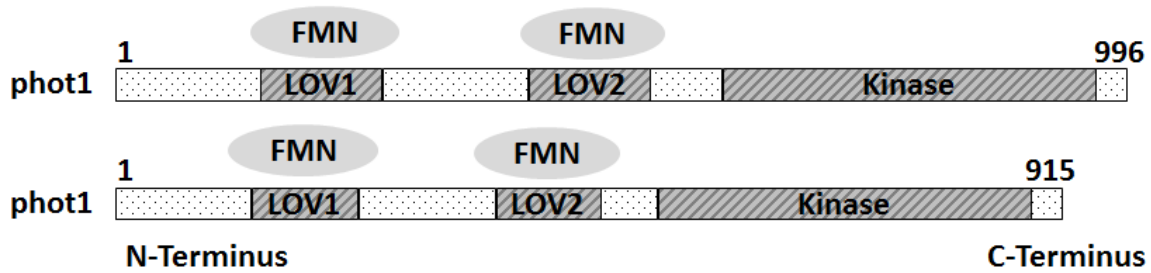 FMN FMN
1 996
phot1 LOV1 LOV2 Kinase
FMN FMN
1 915
phot1 LOV1 LOV2 Kinase
N-Terminus C-Terminus